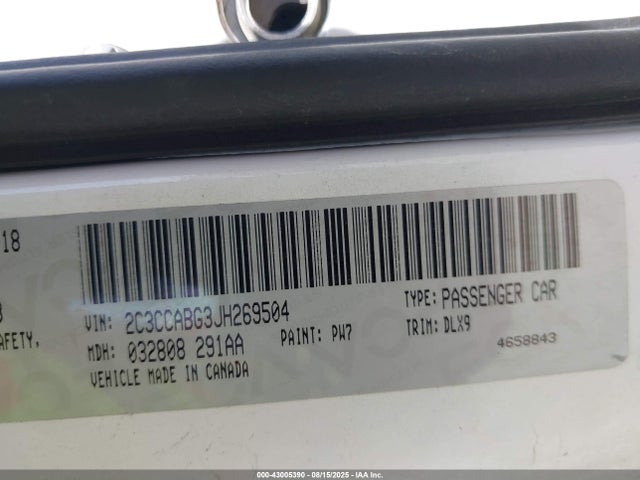 18
3
AFETY,
VIN: 2C3CCABG3JH269504
TYPE: PASSENGER CAR
MDH: 032808 291AA
PAINT: PW7
TRIM: DLX9
VEHICLE MADE IN CANADA
4658843
000-43005390 - 08/15/2025 - IAA Inc.